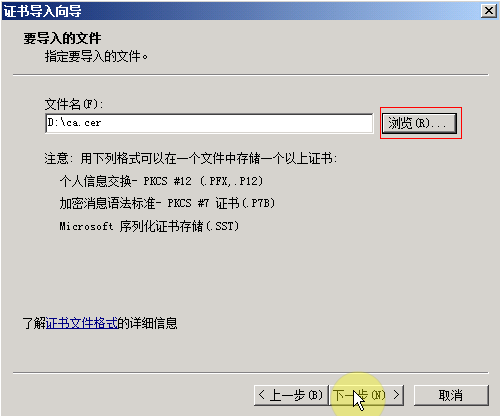 证书导入向导
要导入的文件
指定要导入的文件。
文件名(F):
D:\ca.cer
浏览(R)...
注意: 用下列格式可以在一个文件中存储一个以上证书:
个人信息交换- PKCS #12 (.PFX,.P12)
加密消息语法标准- PKCS #7 证书(.P7B)
Microsoft 序列化证书存储(.SST)
了解证书文件格式的详细信息
< 上一步(B)
下一步(N) >
取消